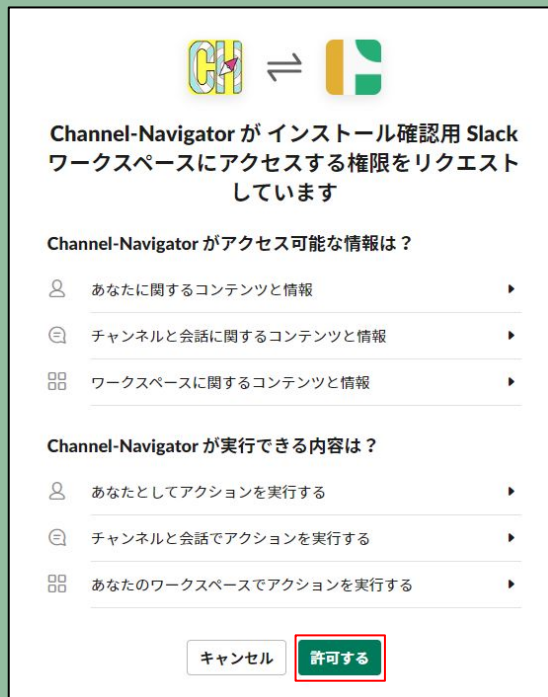 CH
Channel-Navigator が インストール確認用 Slack
ワークスペースにアクセスする権限をリクエスト
しています
Channel-Navigator がアクセス可能な情報は？
あなたに関するコンテンツと情報
チャンネルと会話に関するコンテンツと情報
ワークスペースに関するコンテンツと情報
Channel-Navigator が実行できる内容は？
あなたとしてアクションを実行する
チャンネルと会話でアクションを実行する
あなたのワークスペースでアクションを実行する
キャンセル 許可する